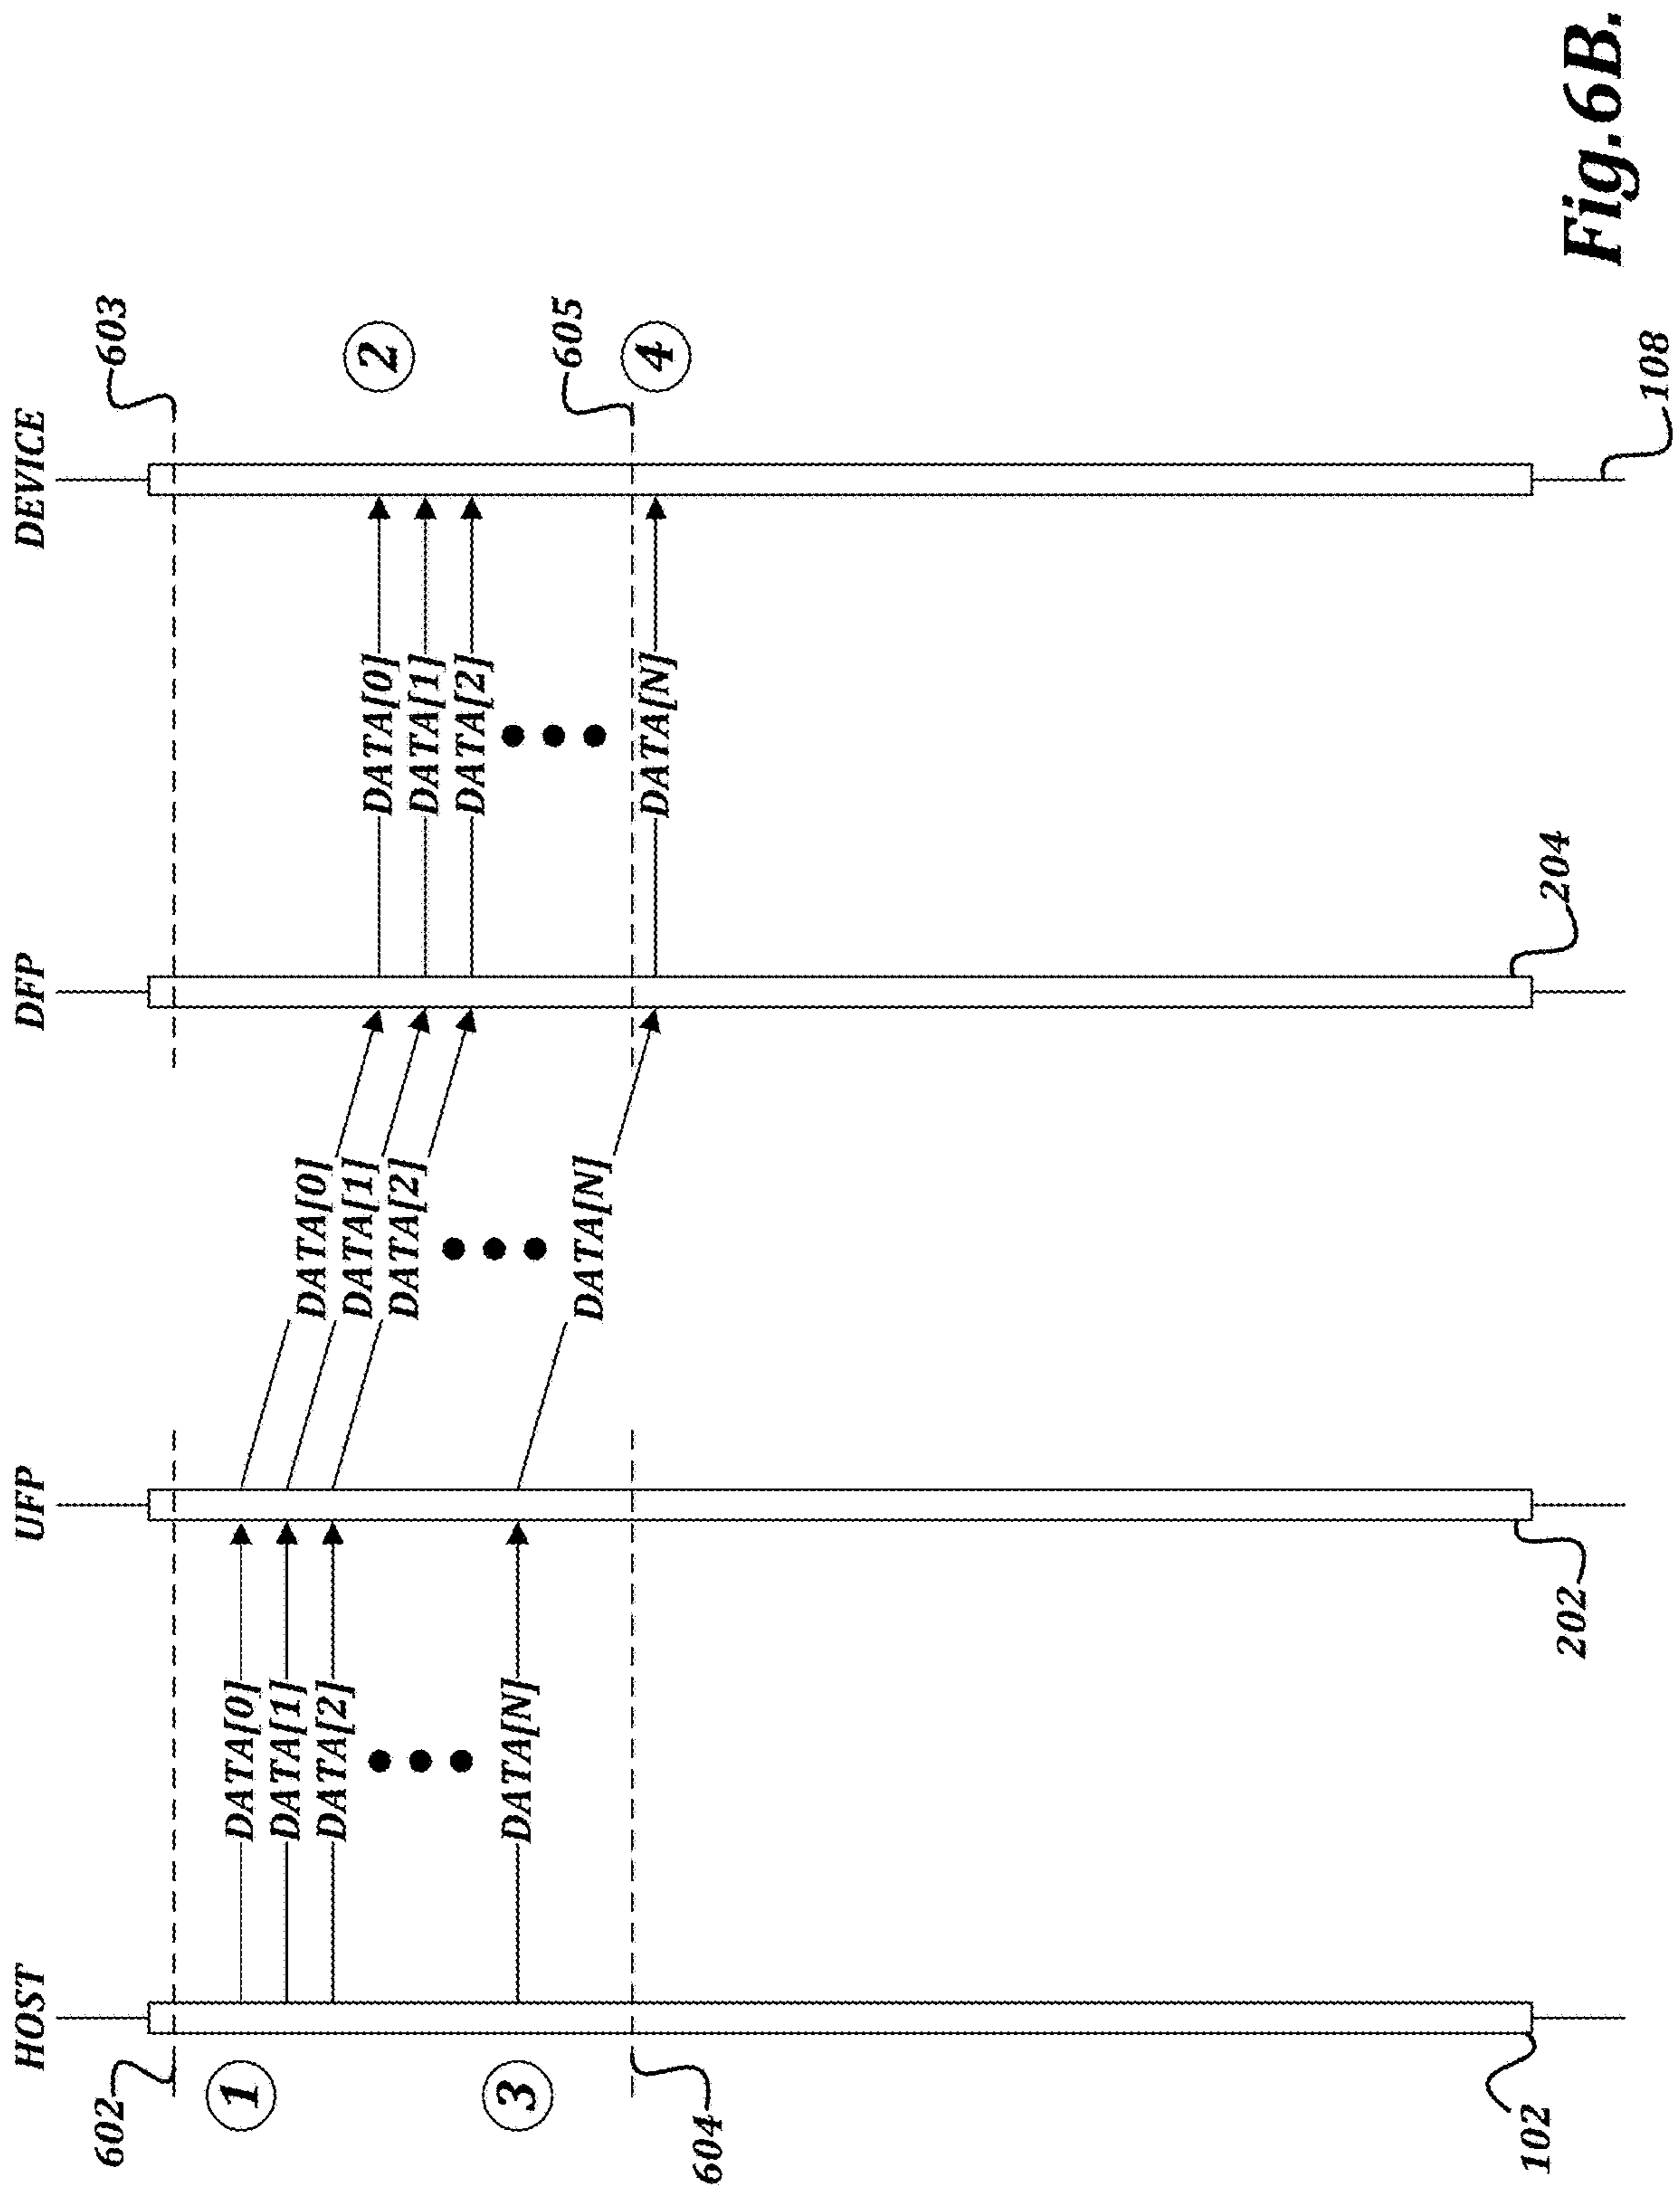 HOST
UFP
DFP
DEVICE
602
603
1
DATA[0]
DATA[1]
DATA[2]
DATA[N]
3
604
DATA[0]
DATA[1]
DATA[2]
DATA[N]
DATA[0]
DATA[1]
DATA[2]
DATA[N]
2
605
4
102
202
204
108
Fig.6B.